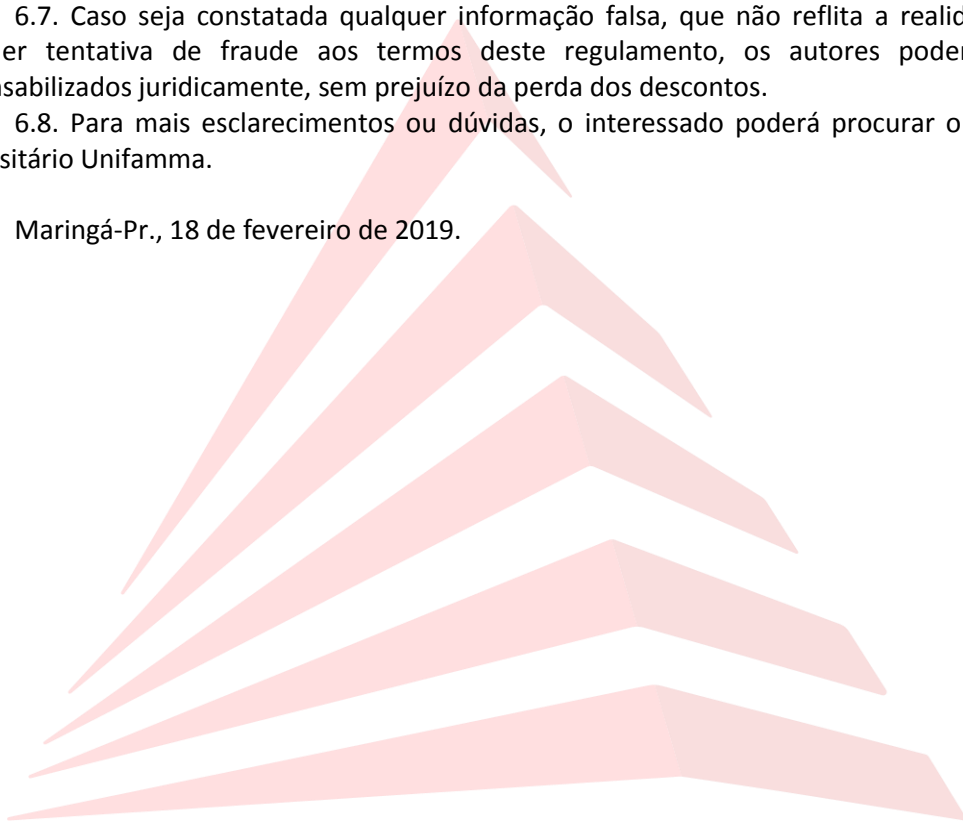 6.7. Caso seja constatada qualquer informação falsa, que não reflita a realid
er tentativa de fraude aos termos deste regulamento, os autores poder
sabilizados juridicamente, sem prejuízo da perda dos descontos.
6.8. Para mais esclarecimentos ou dúvidas, o interessado poderá procurar o
sitário Unifamma.
Maringá-Pr., 18 de fevereiro de 2019.